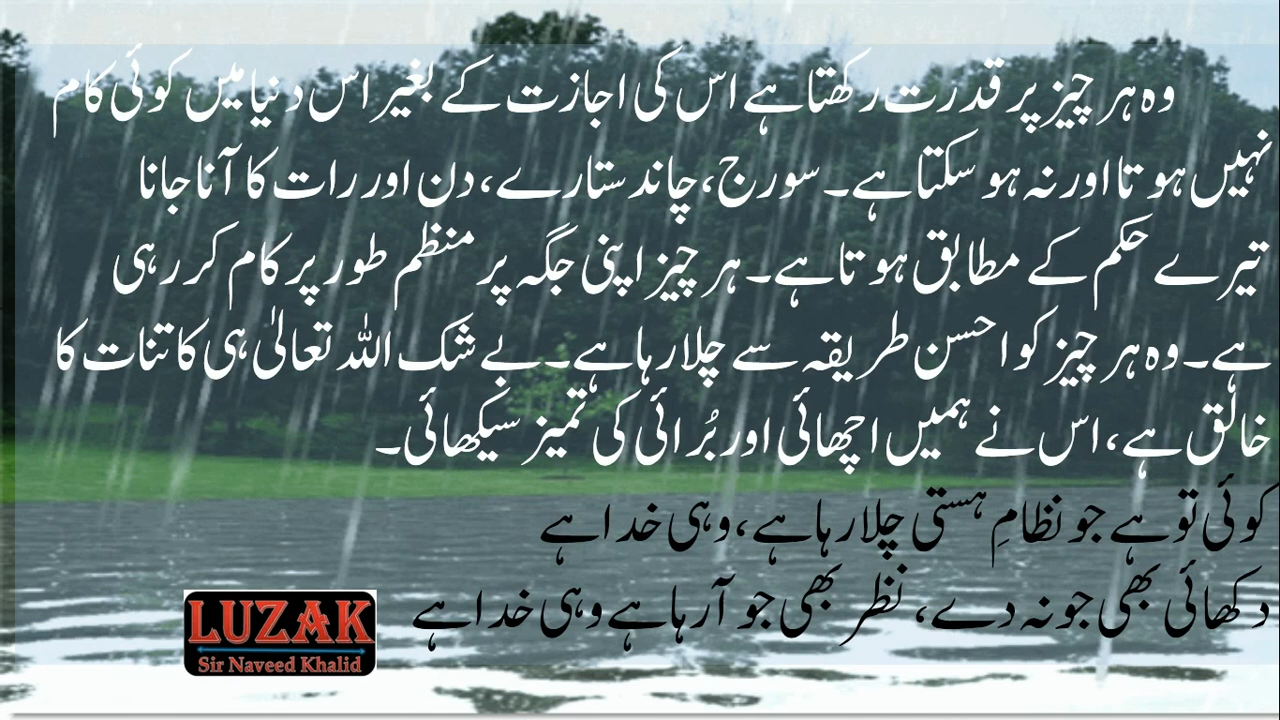 وہ ہر چیز پر قدرت رکھتا ہے اس کی اجازت کے بغیر اس دنیا میں کوئی کام
نہیں ہوتا اور نہ ہو سکتا ہے۔ سورج، چاند ستارے، دن اور رات کا آنا جانا
تیرے حکم کے مطابق ہوتا ہے۔ ہر چیز اپنی جگہ پر منظم طور پر کام کر رہی
ہے۔ وہ ہر چیز کو احسن طریقہ سے چلا رہا ہے۔ بے شک اللہ تعالیٰ ہی کائنات کا
خالق ہے، اس نے ہمیں اچھائی اور بُرائی کی تمیز سیکھائی۔
کوئی تو ہے جو نظامِ ہستی چلا رہا ہے، وہی خدا ہے
دکھائی بھی جو نہ دے، نظر بھی جو آرہا ہے وہی خدا ہے
LUZAK
Sir Naveed Khalid